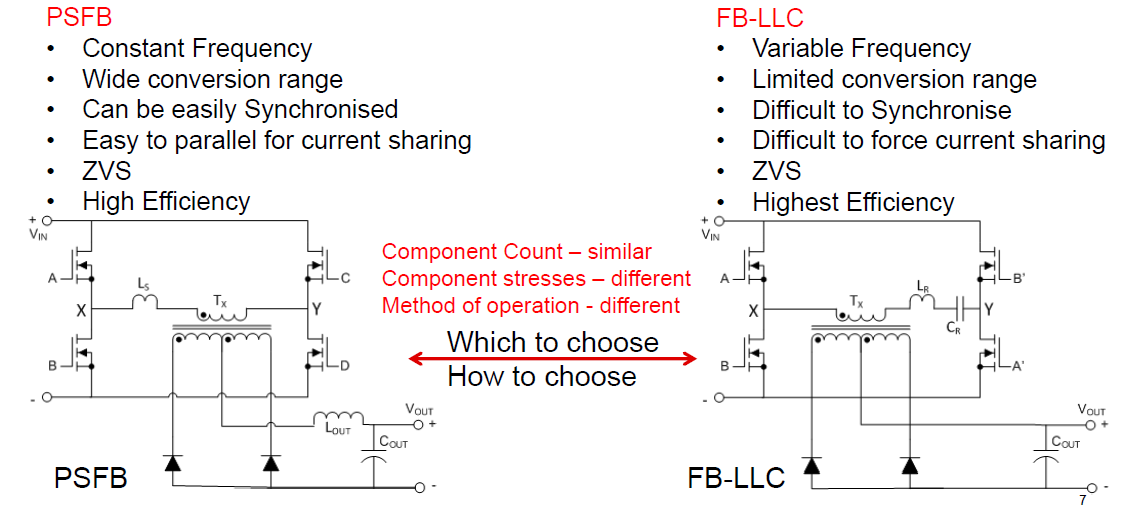 PSFB
• Constant Frequency
• Wide conversion range
• Can be easily Synchronised
• Easy to parallel for current sharing
• ZVS
• High Efficiency
FB-LLC
• Variable Frequency
• Limited conversion range
• Difficult to Synchronise
• Difficult to force current sharing
• ZVS
• Highest Efficiency
Component Count – similar
Component stresses – different
Method of operation - different
Which to choose
How to choose
+
VIN
A
C
LS
TX
X
Y
B
D
-
VOUT
+
LOUT
COUT
PSFB
-
+
VIN
A
B'
LR
TX
X
Y
CR
B
A'
-
VOUT
+
COUT
FB-LLC
-
7